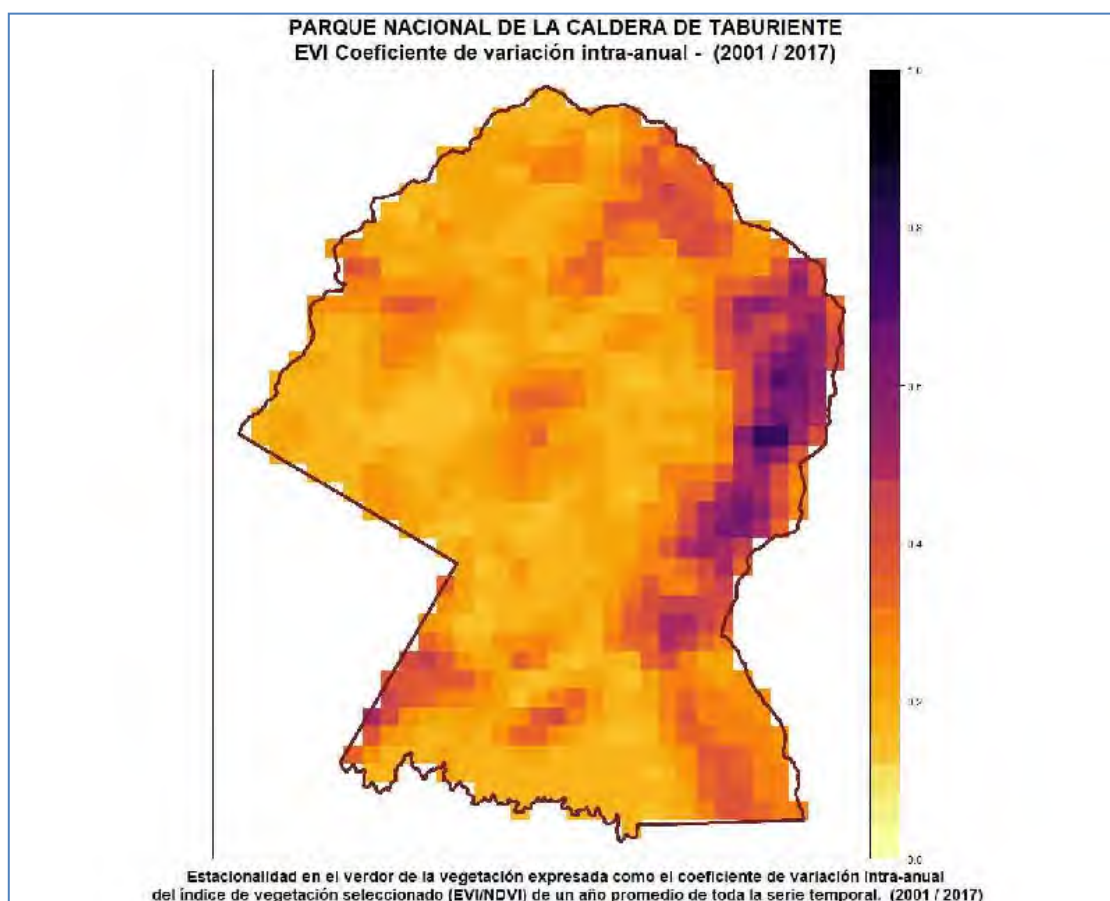 PARQUE NACIONAL DE LA CALDERA DE TABURIENTE
EVI Coeficiente de variación intra-anual - (2001 / 2017)
1.0
0.8
0.6
0.4
0.2
0.0
Estacionalidad en el verdor de la vegetación expresada como el coeficiente de variación intra-anual
del índice de vegetación seleccionado (EVI/NDVI) de un año promedio de toda la serie temporal. (2001 / 2017)